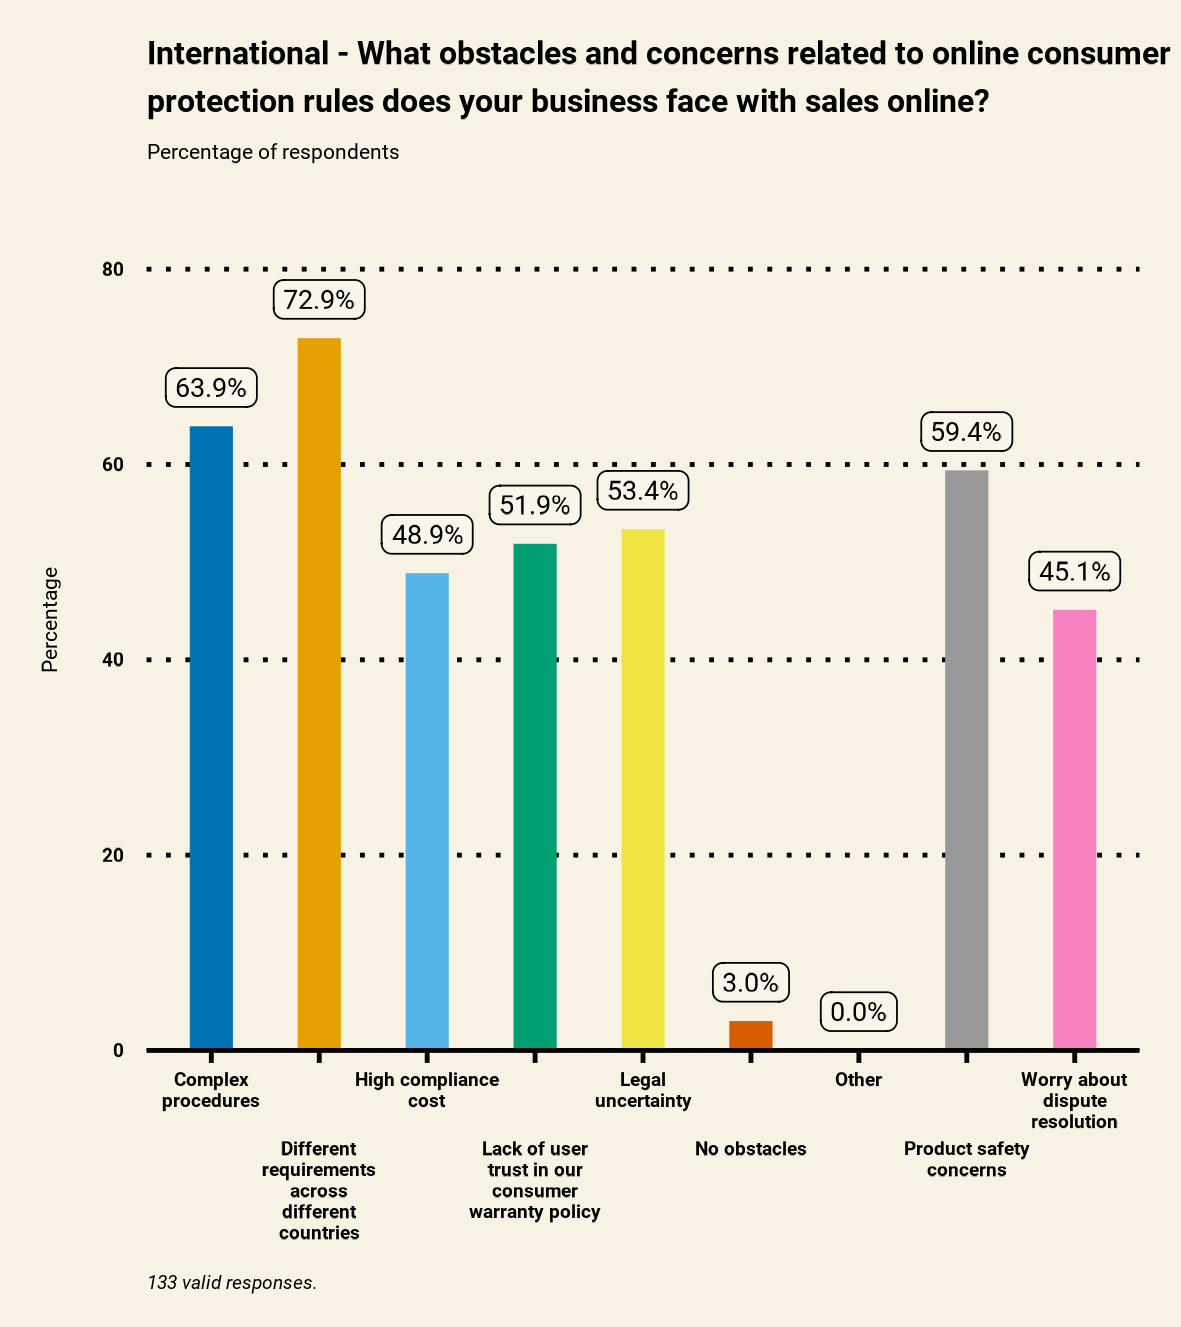 International - What obstacles and concerns related to online consumer
protection rules does your business face with sales online?
Percentage of respondents
80
72.9%
63.9%
59.4%
60
53.4%
51.9%
48.9%
45.1%
Percentage
40
20
3.0%
0.0%
0
Complex
procedures
High compliance
cost
Legal
uncertainty
Other
Worry about
dispute
resolution
Different
requirements
across
different
countries
Lack of user
trust in our
consumer
warranty policy
No obstacles
Product safety
concerns
133 valid responses.